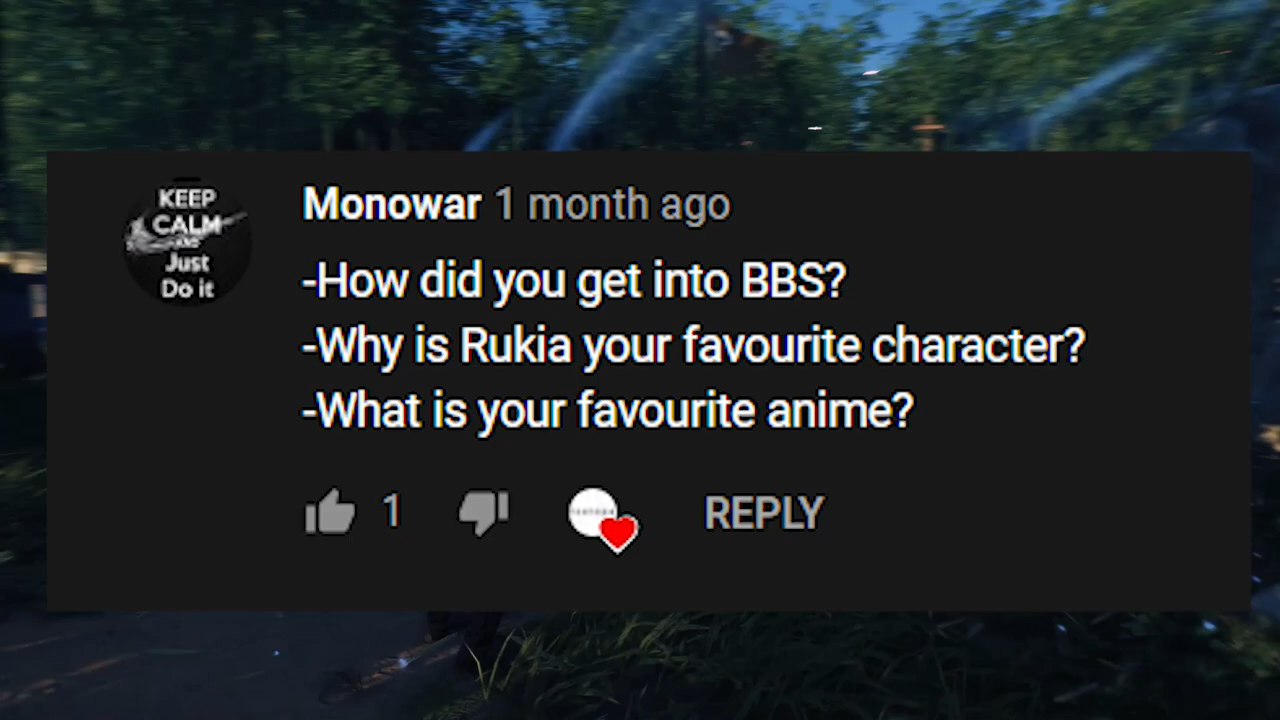 KEEP
CALM
AND
Just
Do it
Monowar 1 month ago
-How did you get into BBS?
-Why is Rukia your favourite character?
-What is your favourite anime?
1
REPLY